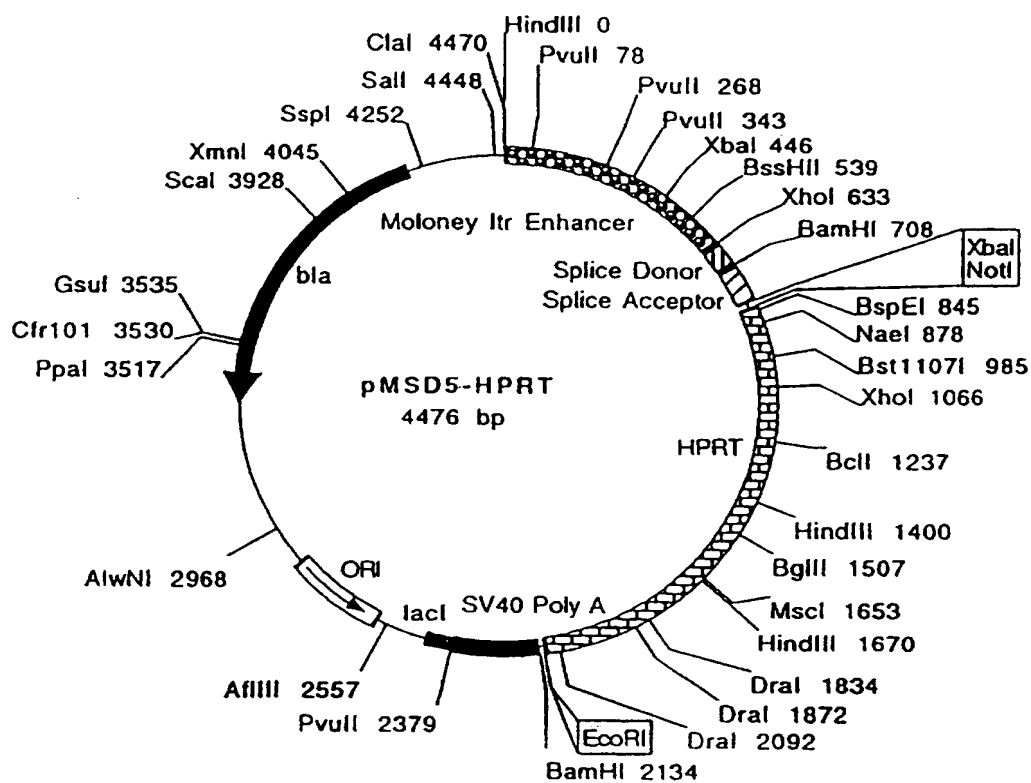 HindIII 0
ClaI 4470
PvuII 78
SalI 4448
PvuII 268
SspI 4252
PvuII 343
XbaI 446
XmnI 4045
BssHII 539
ScaI 3928
XhoI 633
Moloney ltr Enhancer
BamHI 708
XbaI
NotI
bla
Splice Donor
Splice Acceptor
GsuI 3535
BspEI 845
Cfr101 3530
NaeI 878
PpaI 3517
Bst1107I 985
pMSD5-HPRT
XhoI 1066
4476 bp
HPRT
BclI 1237
HindIII 1400
BglII 1507
AlwNI 2968
ORI
lacI
SV40 Poly A
MscI 1653
HindIII 1670
AflIII 2557
DraI 1834
PvuII 2379
DraI 1872
EcoRI
DraI 2092
BamHI 2134